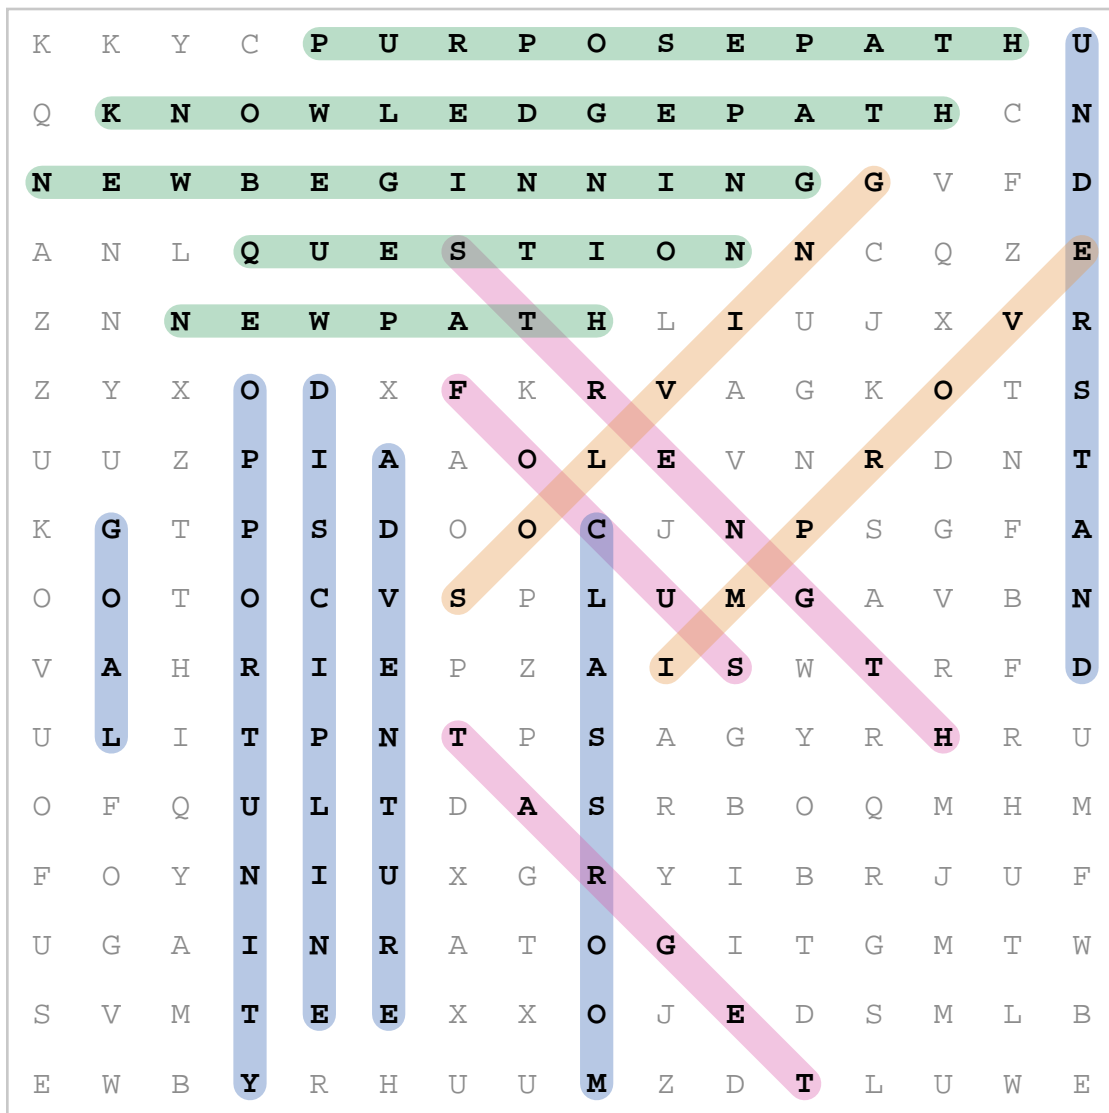 K K Y C P U R P O S E P A T H U
Q K N O W L E D G E P A T H C N
N E W B E G I N N I N G G V F D
A N L Q U E S T I O N N C Q Z E
Z N N E W P A T H L I U J X V R
Z Y X O D X F K R V A G K O T S
U U Z P I A A O L E V N R D N T
K G T P S D O O C J N P S G F A
O O T O C V S P L U M G A V B N
V A H R I E P Z A I S W T R F D
U L I T P N T P S A G Y R H R U
O F Q U L T D A S R B O Q M H M
F O Y N I U X G R Y I B R J U F
U G A I N R A T O G I T G M T W
S V M T E E X X O J E D S M L B
E W B Y R H U U M Z D T L U W E